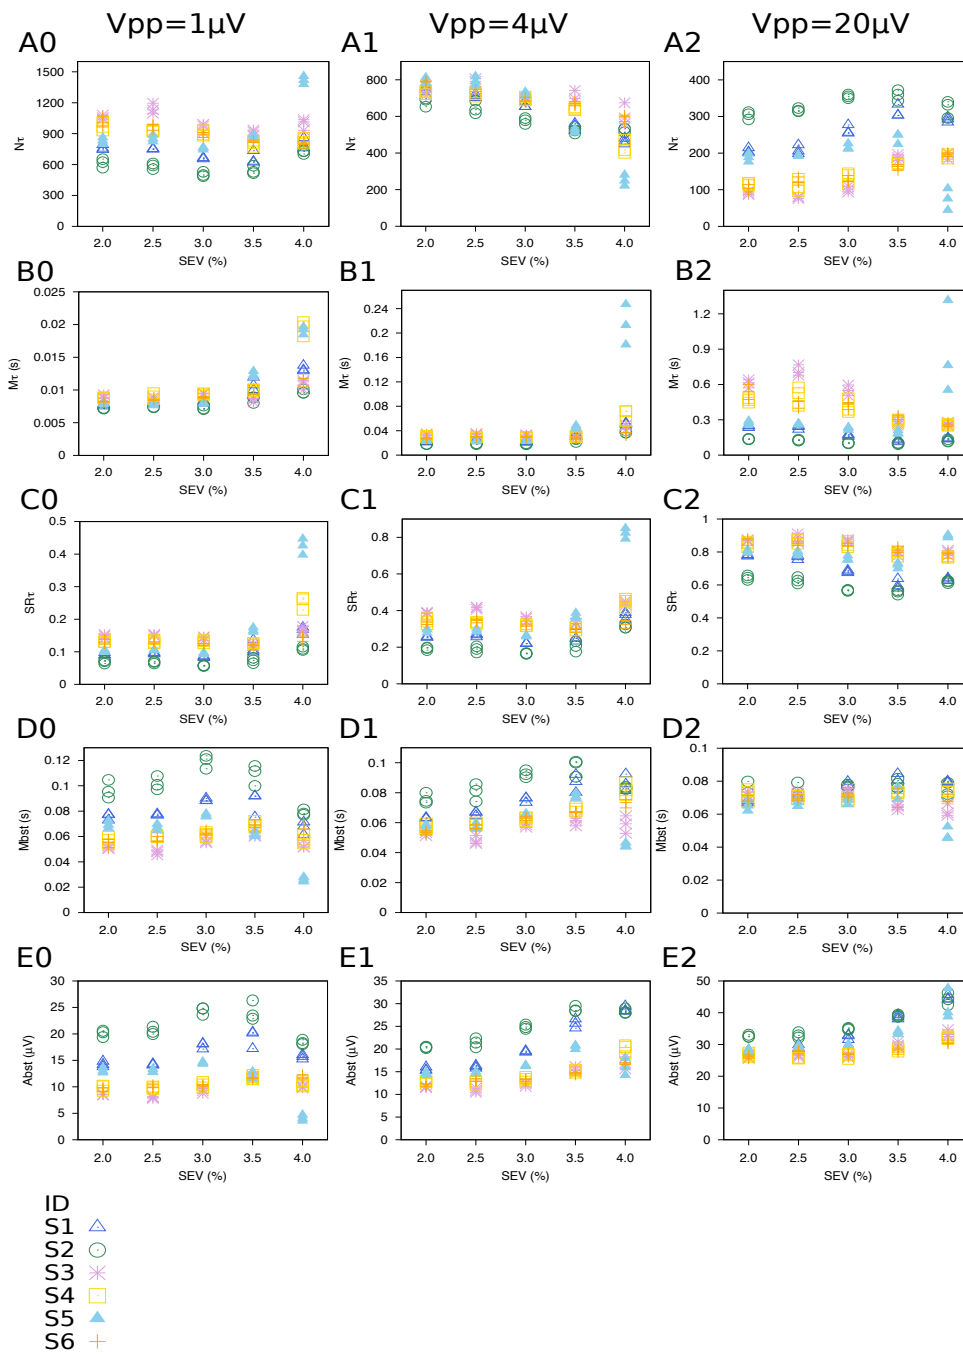 Vpp=1µV Vpp=4µV Vpp=20µV
A0 A1 A2
1500 800 400
1200 600 300
900 400 200
600 200 100
300 0 0
0
Nτ Nτ Nτ
2.0 2.5 3.0 3.5 4.0 2.0 2.5 3.0 3.5 4.0 2.0 2.5 3.0 3.5 4.0
SEV (%) SEV (%) SEV (%)
B0 B1 B2
0.025 0.24 1.2
0.02 0.2 0.9
0.015 0.16 0.6
0.01 0.12 0.3
0.005 0.08 0
0 0.04
0
Mτ (s) Mτ (s) Mτ (s)
2.0 2.5 3.0 3.5 4.0 2.0 2.5 3.0 3.5 4.0 2.0 2.5 3.0 3.5 4.0
SEV (%) SEV (%) SEV (%)
C0 C1 C2
0.5 0.8 1
0.4 0.6 0.8
0.3 0.4 0.6
0.2 0.2 0.4
0.1 0 0.2
0 0
SRτ SRτ SRτ
2.0 2.5 3.0 3.5 4.0 2.0 2.5 3.0 3.5 4.0 2.0 2.5 3.0 3.5 4.0
SEV (%) SEV (%) SEV (%)
D0 D1 D2
0.12 0.1 0.1
0.1 0.08 0.08
0.08 0.06 0.06
0.06 0.04 0.04
0.04 0.02 0.02
0.02 0 0
0
Mbst (s) Mbst (s) Mbst (s)
2.0 2.5 3.0 3.5 4.0 2.0 2.5 3.0 3.5 4.0 2.0 2.5 3.0 3.5 4.0
SEV (%) SEV (%) SEV (%)
E0 E1 E2
30 35 50
25 30 40
20 25 30
15 20 20
10 15 10
5 10 0
0 5
0
Abst (µV) Abst (µV) Abst (µV)
2.0 2.5 3.0 3.5 4.0 2.0 2.5 3.0 3.5 4.0 2.0 2.5 3.0 3.5 4.0
SEV (%) SEV (%) SEV (%)
ID
S1
S2
S3
S4
S5
S6